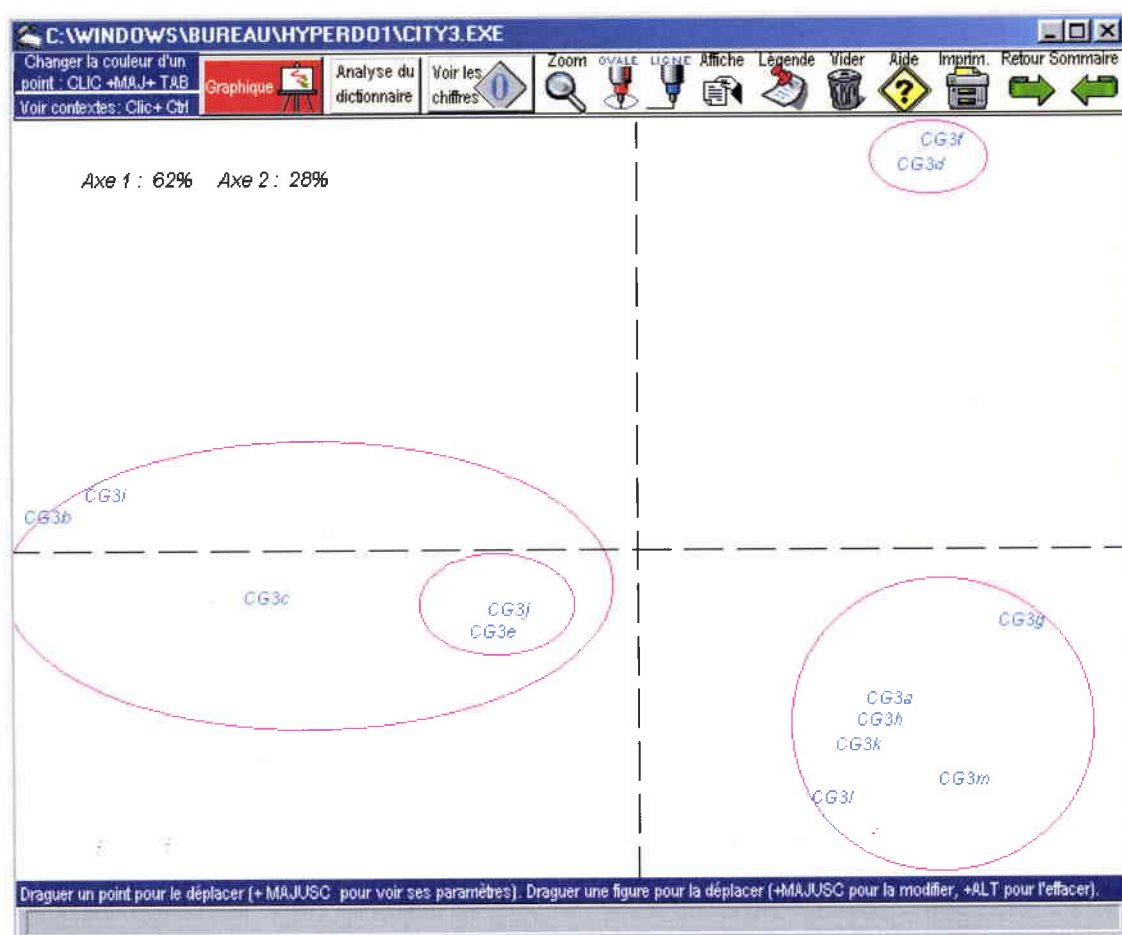 C:\WINDOWS\BUREAU\HYPERDO1\CITY3.EXE
Changer la couleur d'un
point : CLIC +MAJ+ TAB
Voir contextes: Clic+ Ctrl
Graphique
Analyse du
dictionnaire
Voir les
chiffres
0
Zoom
OVALE
LIGNE
Affiche
Légende
Vider
Aide
?
Imprim.
Retour
Sommaire
Axe 1 : 62% Axe 2 : 28%
CG3f
CG3d
CG3i
CG3b
CG3c
CG3j
CG3e
CG3g
CG3a
CG3h
CG3k
CG3m
CG3l
Draguer un point pour le déplacer (+ MAJUSC pour voir ses paramètres). Draguer une figure pour la déplacer (+MAJUSC pour la modifier, +ALT pour l'effacer).